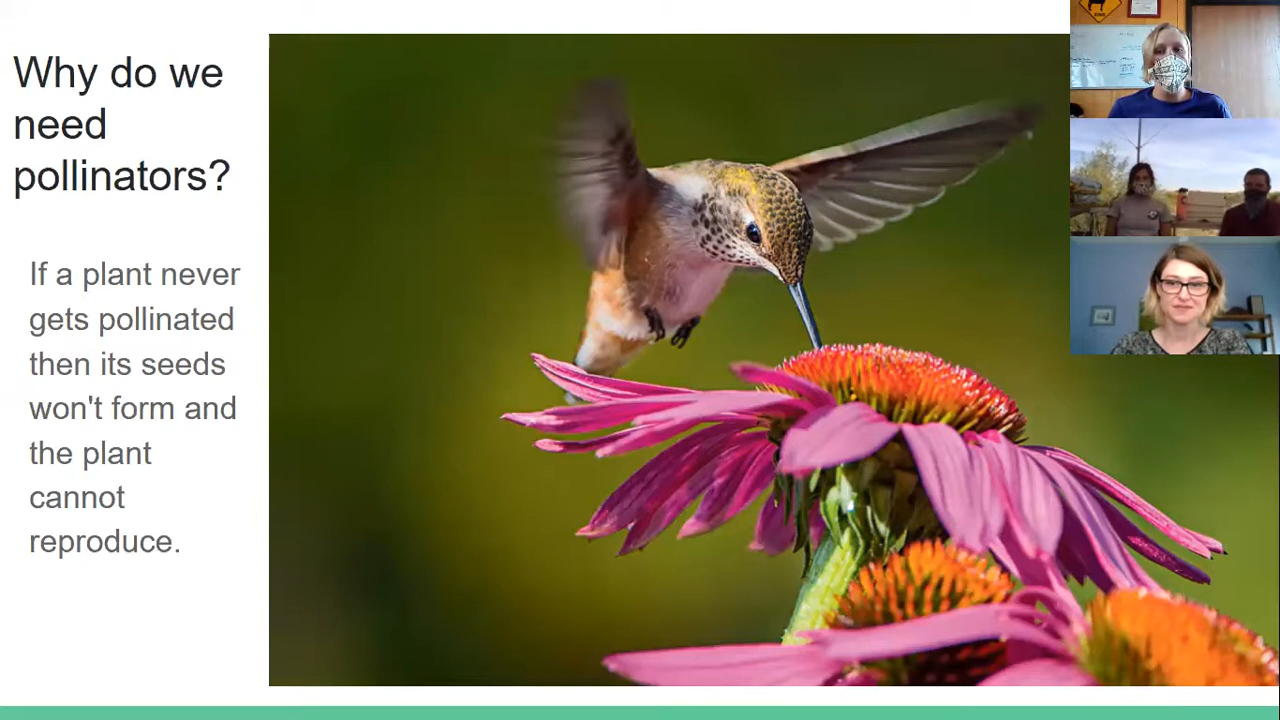 Why do we
need
pollinators?
If a plant never
gets pollinated
then its seeds
won't form and
the plant
cannot
reproduce.